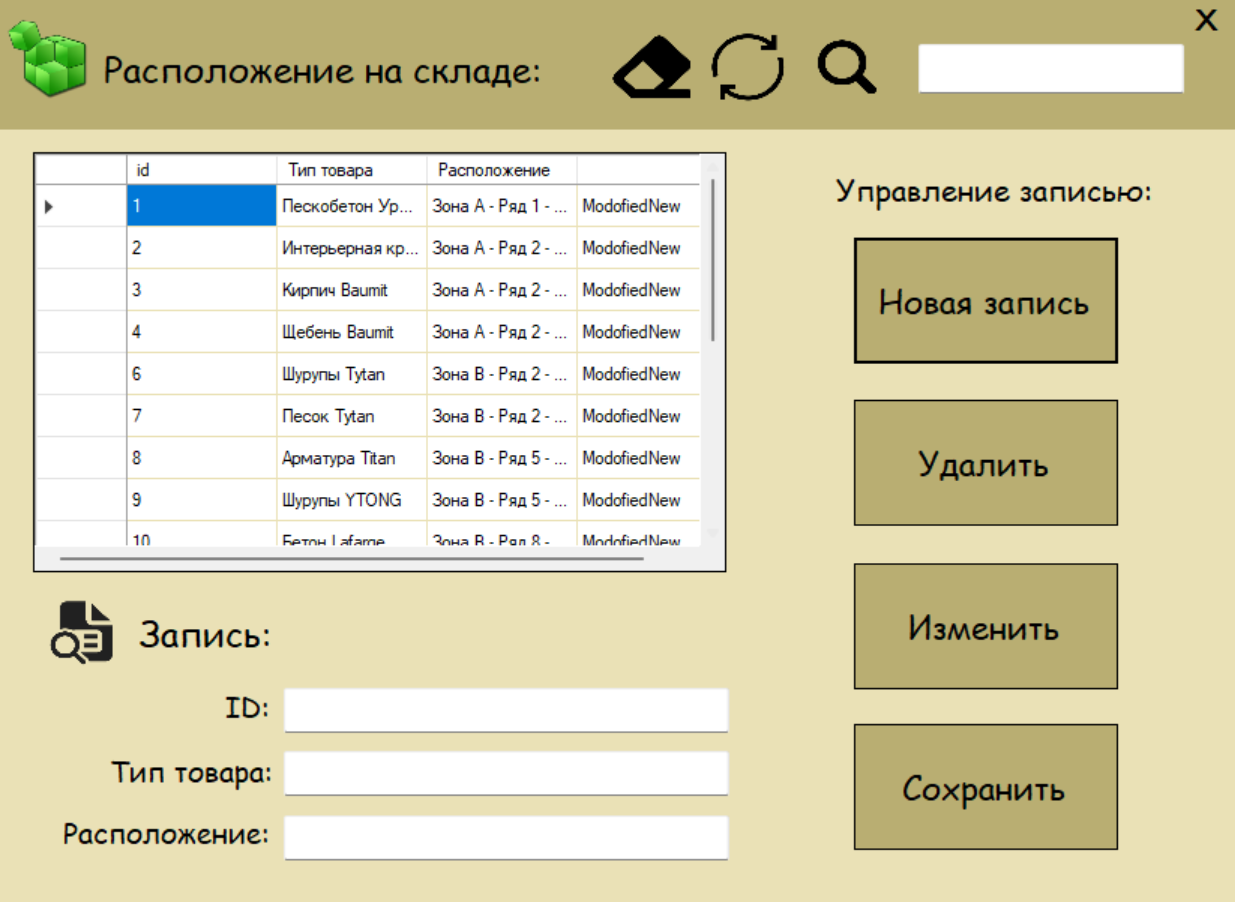 X
Расположение на складе:
id Тип товара Расположение
1 Пескобетон Ур... Зона А - Ряд 1 - ... ModofiedNew
2 Интерьерная кр... Зона А - Ряд 2 - ... ModofiedNew
3 Кирпич Baumit Зона А - Ряд 2 - ... ModofiedNew
4 Щебень Baumit Зона А - Ряд 2 - ... ModofiedNew
6 Шурупы Tytan Зона В - Ряд 2 - ... ModofiedNew
7 Песок Tytan Зона В - Ряд 2 - ... ModofiedNew
8 Арматура Titan Зона В - Ряд 5 - ... ModofiedNew
9 Шурупы YTONG Зона В - Ряд 5 - ... ModofiedNew
10 Бетон Lafarge Зона В - Ряд 8 - ModofiedNew
Управление записью:
Новая запись
Удалить
Изменить
Сохранить
Запись:
ID:
Тип товара:
Расположение: